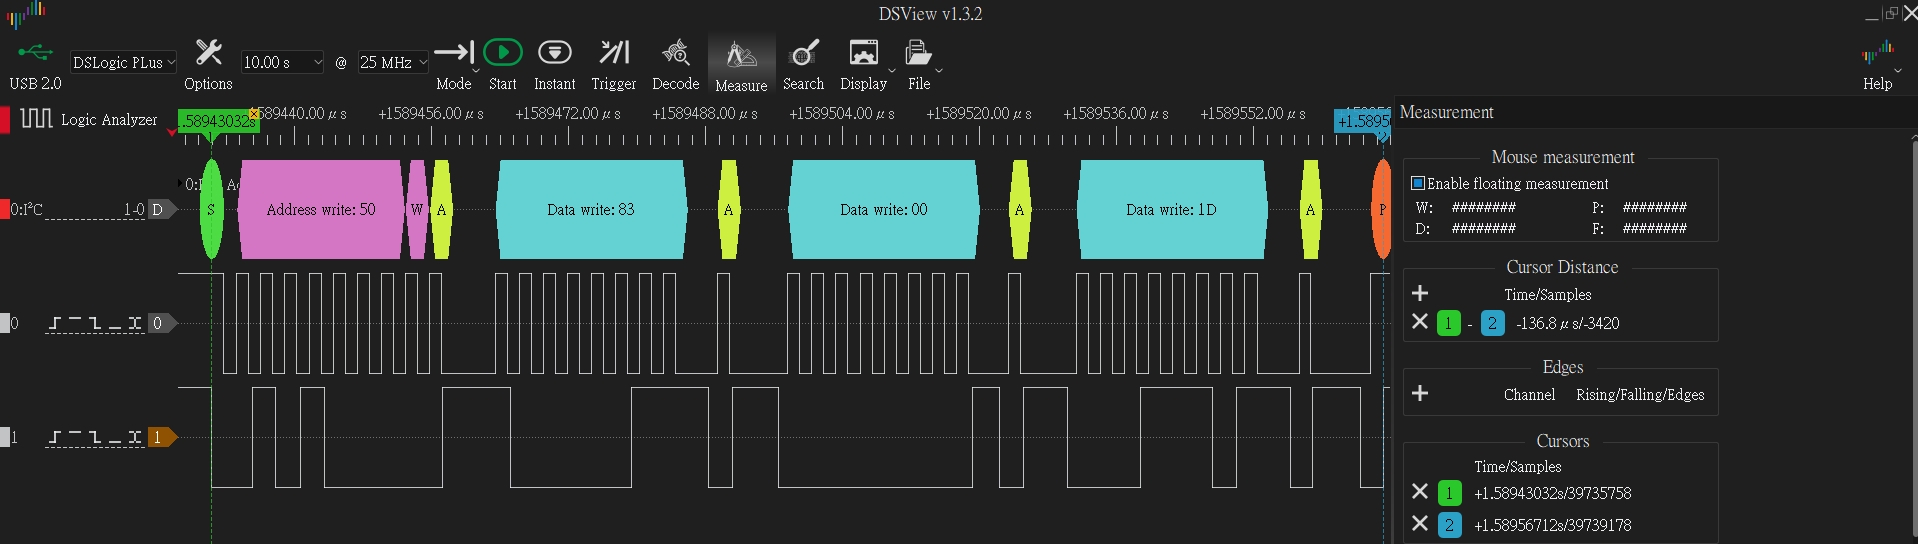 DSView v1.3.2
USB 2.0
DSLogic PLus
Options
10.00 s
@
25 MHz
Mode
Start
Instant
Trigger
Decode
Measure
Search
Display
File
Help
Logic Analyzer
.58943032s
589440.00 μs
+1589456.00 μs
+1589472.00 μs
+1589488.00 μs
+1589504.00 μs
+1589520.00 μs
+1589536.00 μs
+1589552.00 μs
+1.5895
0:I²C
1-0
D
S
Address write: 50
W
A
Data write: 83
A
Data write: 00
A
Data write: 1D
A
P
0
0
1
1
Measurement
Mouse measurement
Enable floating measurement
W: ######## P: ########
D: ######## F: ########
Cursor Distance
Time/Samples
1 - 2 -136.8μs/-3420
Edges
Channel Rising/Falling/Edges
Cursors
Time/Samples
1 +1.58943032s/39735758
2 +1.58956712s/39739178